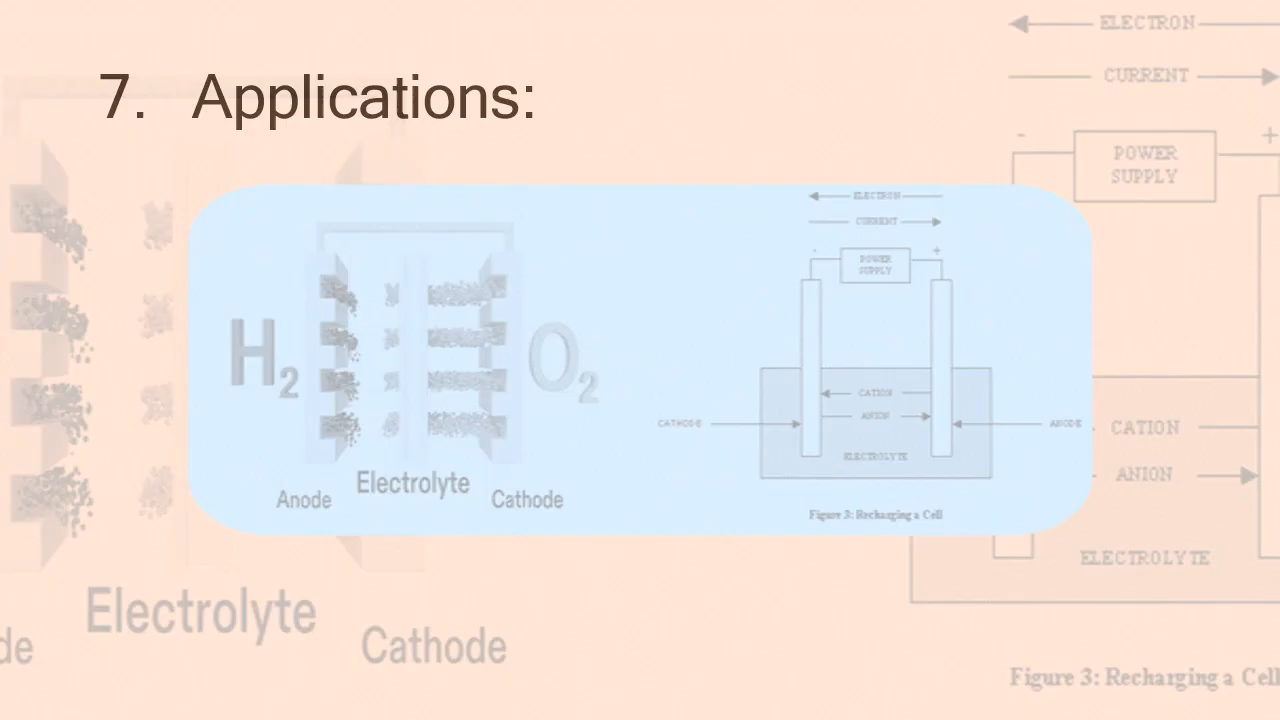 7. Applications:
ELECTRON
CURRENT
-
+
POWER
SUPPLY
ELECTRON
CURRENT
-
+
POWER
SUPPLY
H2
O2
CATION
ANION
CATHODE
ANODE
ELECTROLYTE
Electrolyte
Anode
Cathode
Figure 3: Recharging a Cell
CATION
ANION
ELECTROLYTE
Electrolyte
de
Cathode
Figure 3: Recharging a Cell